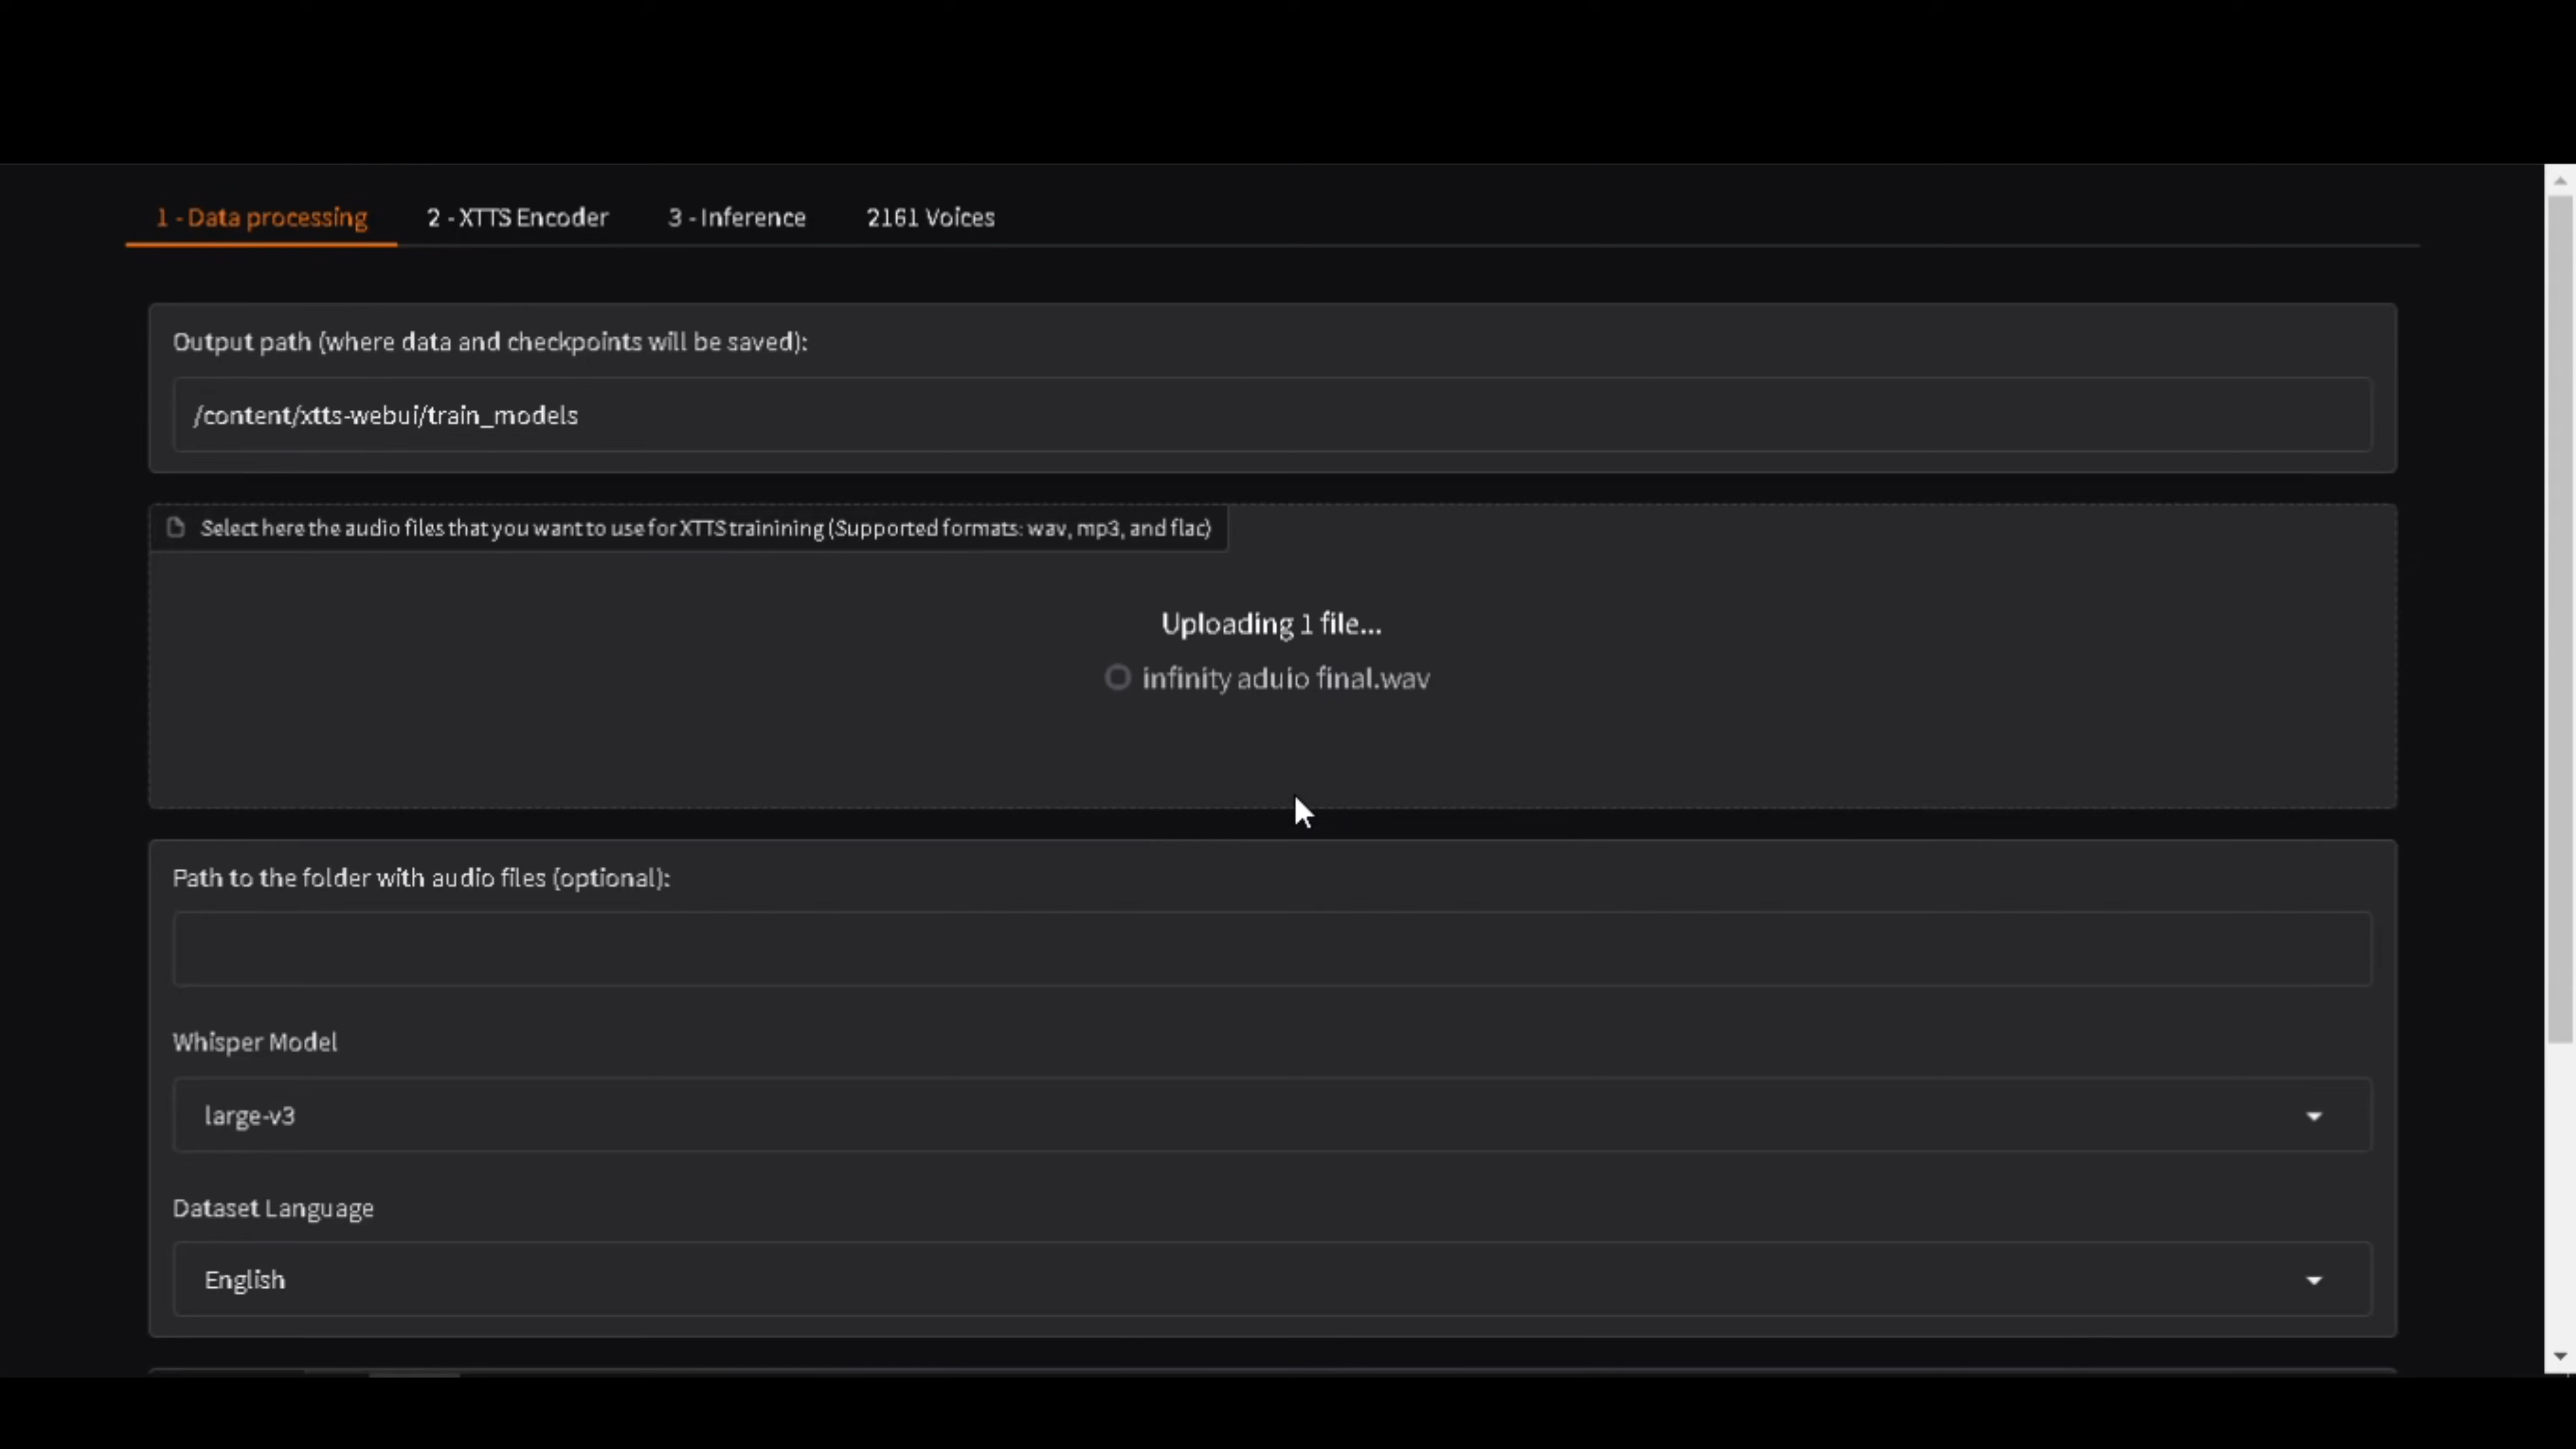 1 - Data processing
2 - XTTS Encoder
3 - Inference
2161 Voices
Output path (where data and checkpoints will be saved):
/content/xtts-webui/train_models
Select here the audio files that you want to use for XTTS trainining (Supported formats: wav, mp3, and flac)
Uploading 1 file...
infinity aduio final.wav
Path to the folder with audio files (optional):
Whisper Model
large-v3
Dataset Language
English